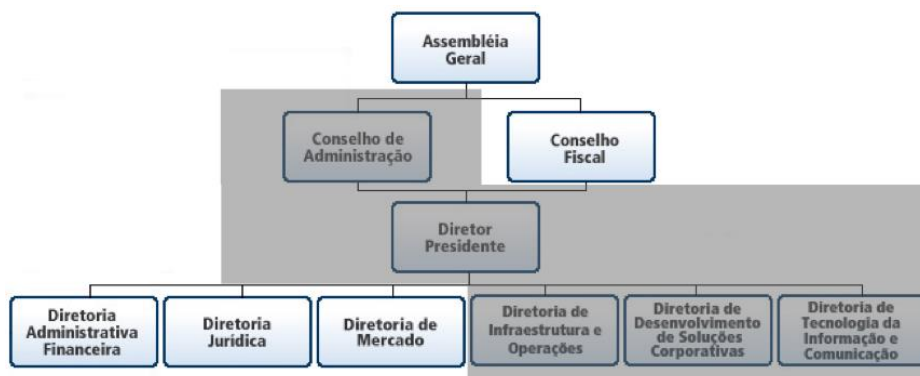 Assembléia
Geral
Conselho de
Administração
Conselho
Fiscal
Diretor
Presidente
Diretoria
Administrativa
Financeira
Diretoria
Jurídica
Diretoria de
Mercado
Diretoria de
Infraestrutura e
Operações
Diretoria de
Desenvolvimento
de Soluções
Corporativas
Diretoria de
Tecnologia da
Informação e
Comunicação